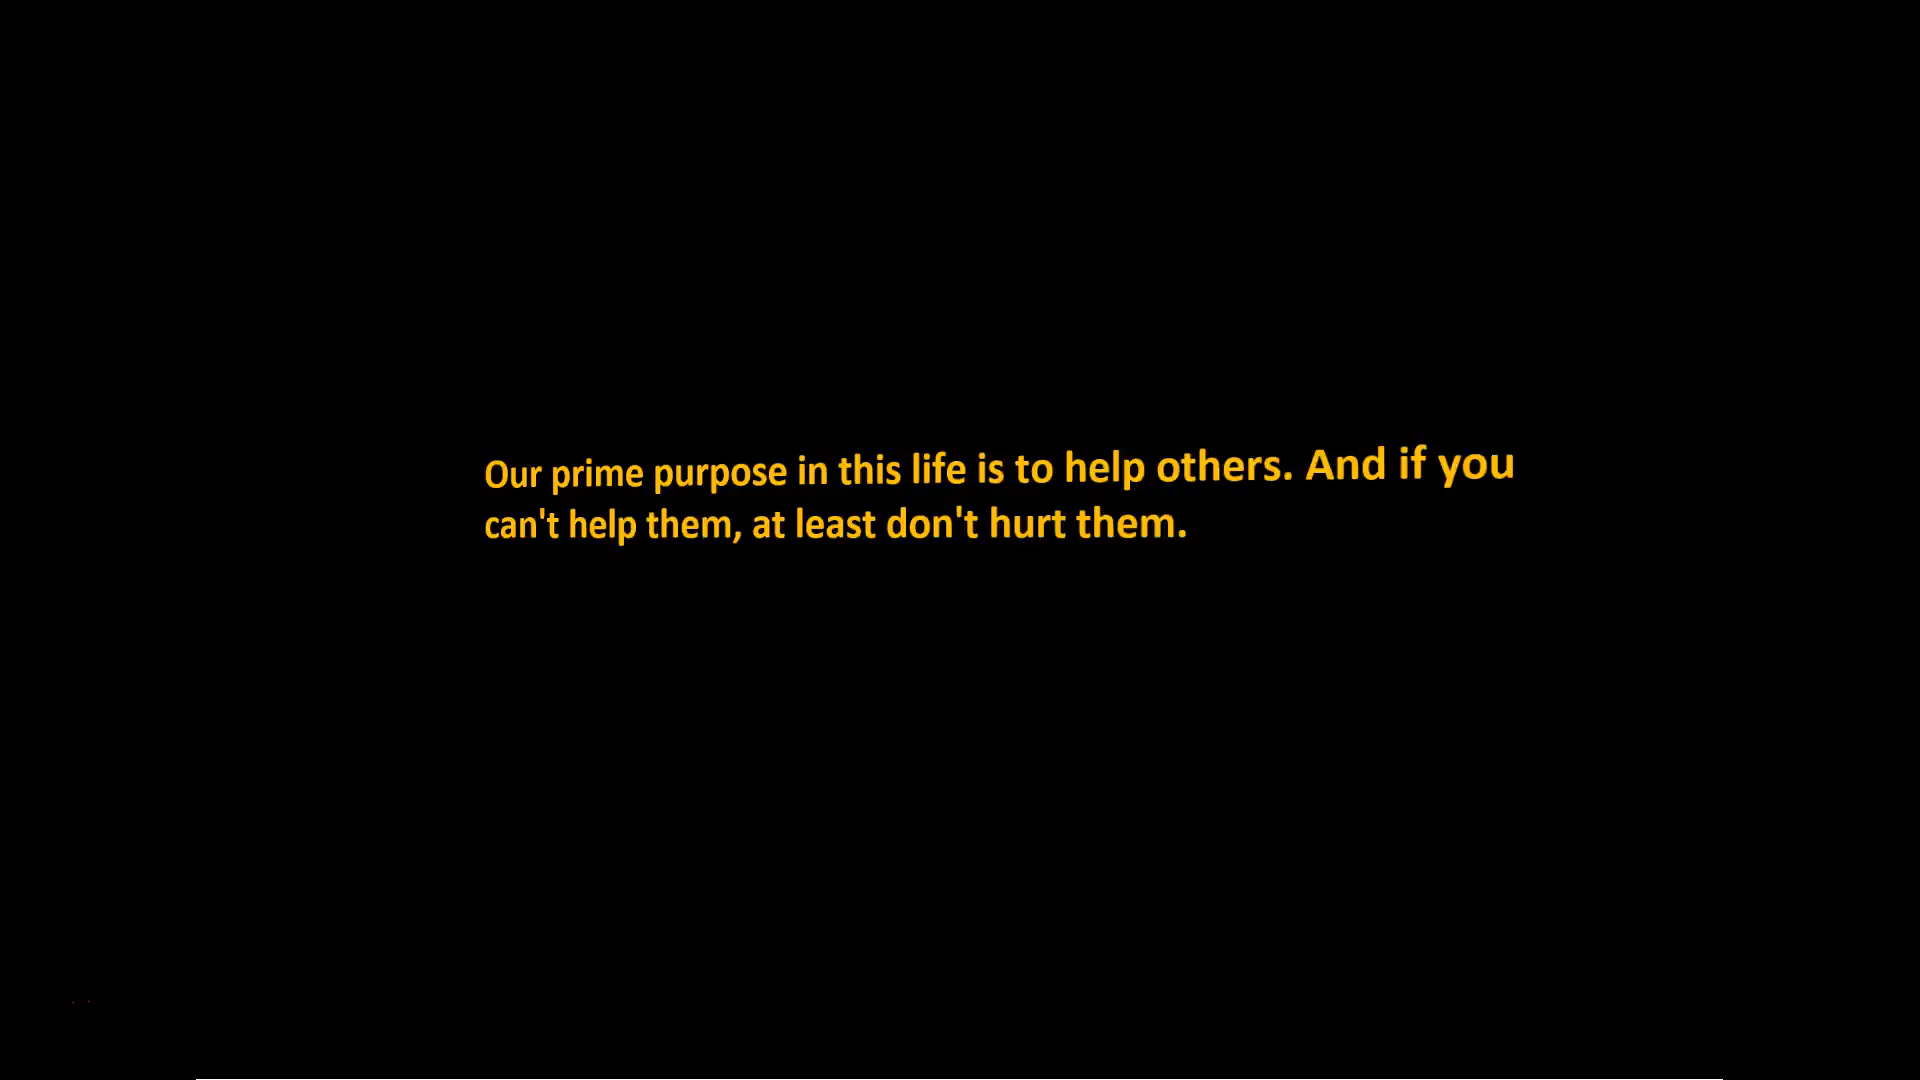 Our prime purpose in this life is to help others. And if you
can't help them, at least don't hurt them.